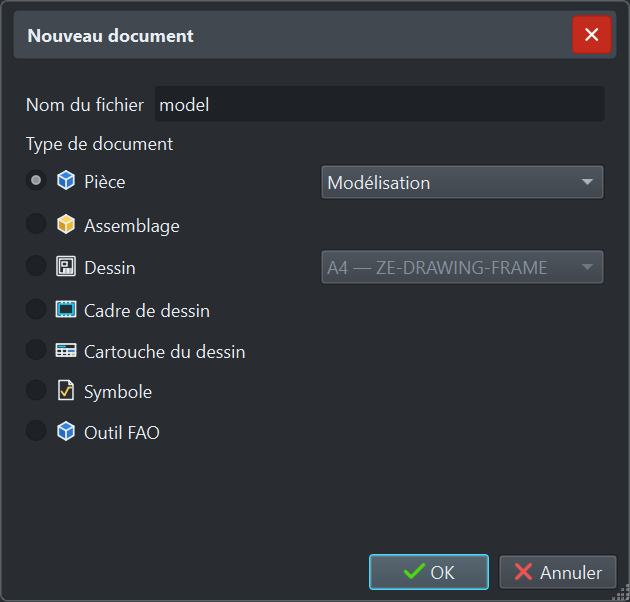 Nouveau document
Nom du fichier model
Type de document
Pièce Modélisation
Assemblage
Dessin A4 — ZE-DRAWING-FRAME
Cadre de dessin
Cartouche du dessin
Symbole
Outil FAO
OK Annuler